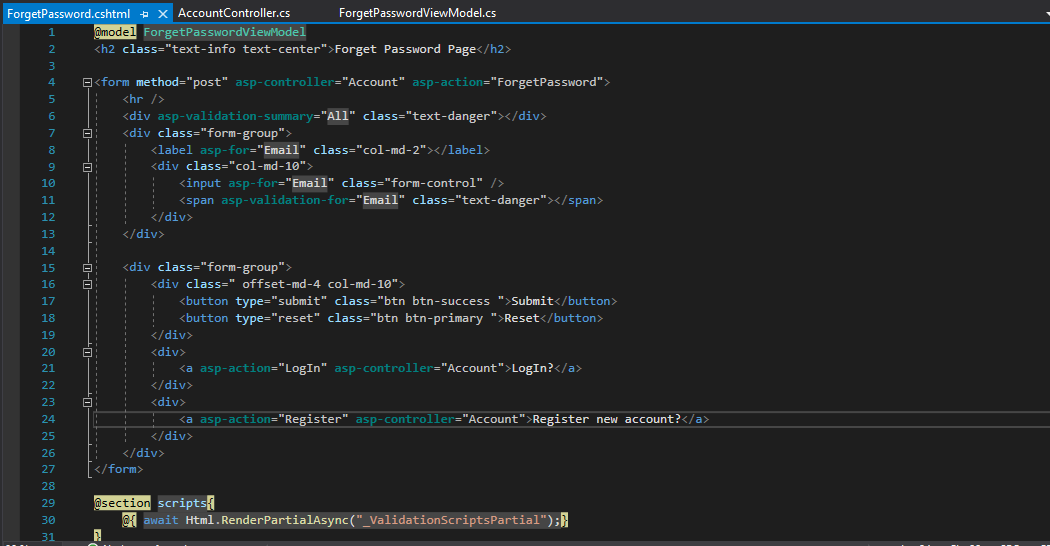 ForgetPassword.cshtml AccountController.cs ForgetPasswordViewModel.cs
1 @model ForgetPasswordViewModel
2 <h2 class="text-info text-center">Forget Password Page</h2>
3
4 <form method="post" asp-controller="Account" asp-action="ForgetPassword">
5 <hr />
6 <div asp-validation-summary="All" class="text-danger"></div>
7 <div class="form-group">
8 <label asp-for="Email" class="col-md-2"></label>
9 <div class="col-md-10">
10 <input asp-for="Email" class="form-control" />
11 <span asp-validation-for="Email" class="text-danger"></span>
12 </div>
13 </div>
14
15 <div class="form-group">
16 <div class=" offset-md-4 col-md-10">
17 <button type="submit" class="btn btn-success ">Submit</button>
18 <button type="reset" class="btn btn-primary ">Reset</button>
19 </div>
20 <div>
21 <a asp-action="LogIn" asp-controller="Account">LogIn?</a>
22 </div>
23 <div>
24 <a asp-action="Register" asp-controller="Account">Register new account?</a>
25 </div>
26 </div>
27 </form>
28
29 @section scripts{
30 @{ await Html.RenderPartialAsync("_ValidationScriptsPartial");}
31 }